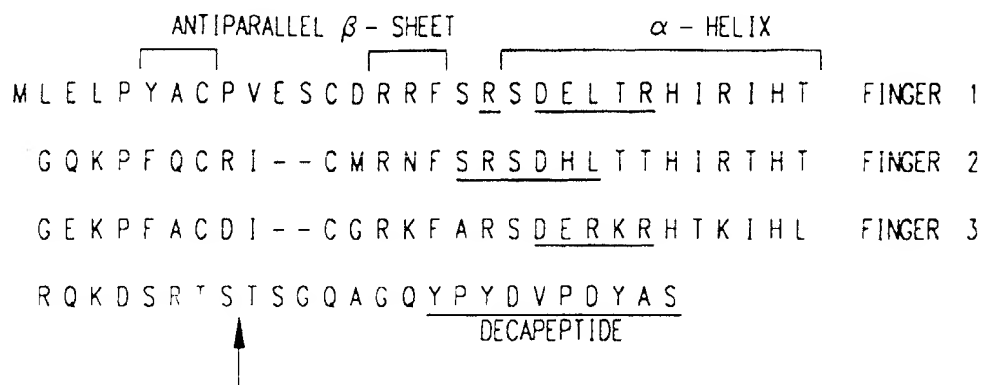 ANTIPARALLEL β - SHEET α - HELIX
M L E L P Y A C P V E S C D R R F S R S D E L T R H I R I H T FINGER 1
G Q K P F Q C R I - - C M R N F S R S D H L T T H I R T H T FINGER 2
G E K P F A C D I - - C G R K F A R S D E R K R H T K I H L FINGER 3
R Q K D S R T S T S G Q A G Q Y P Y D V P D Y A S
DECAPEPTIDE